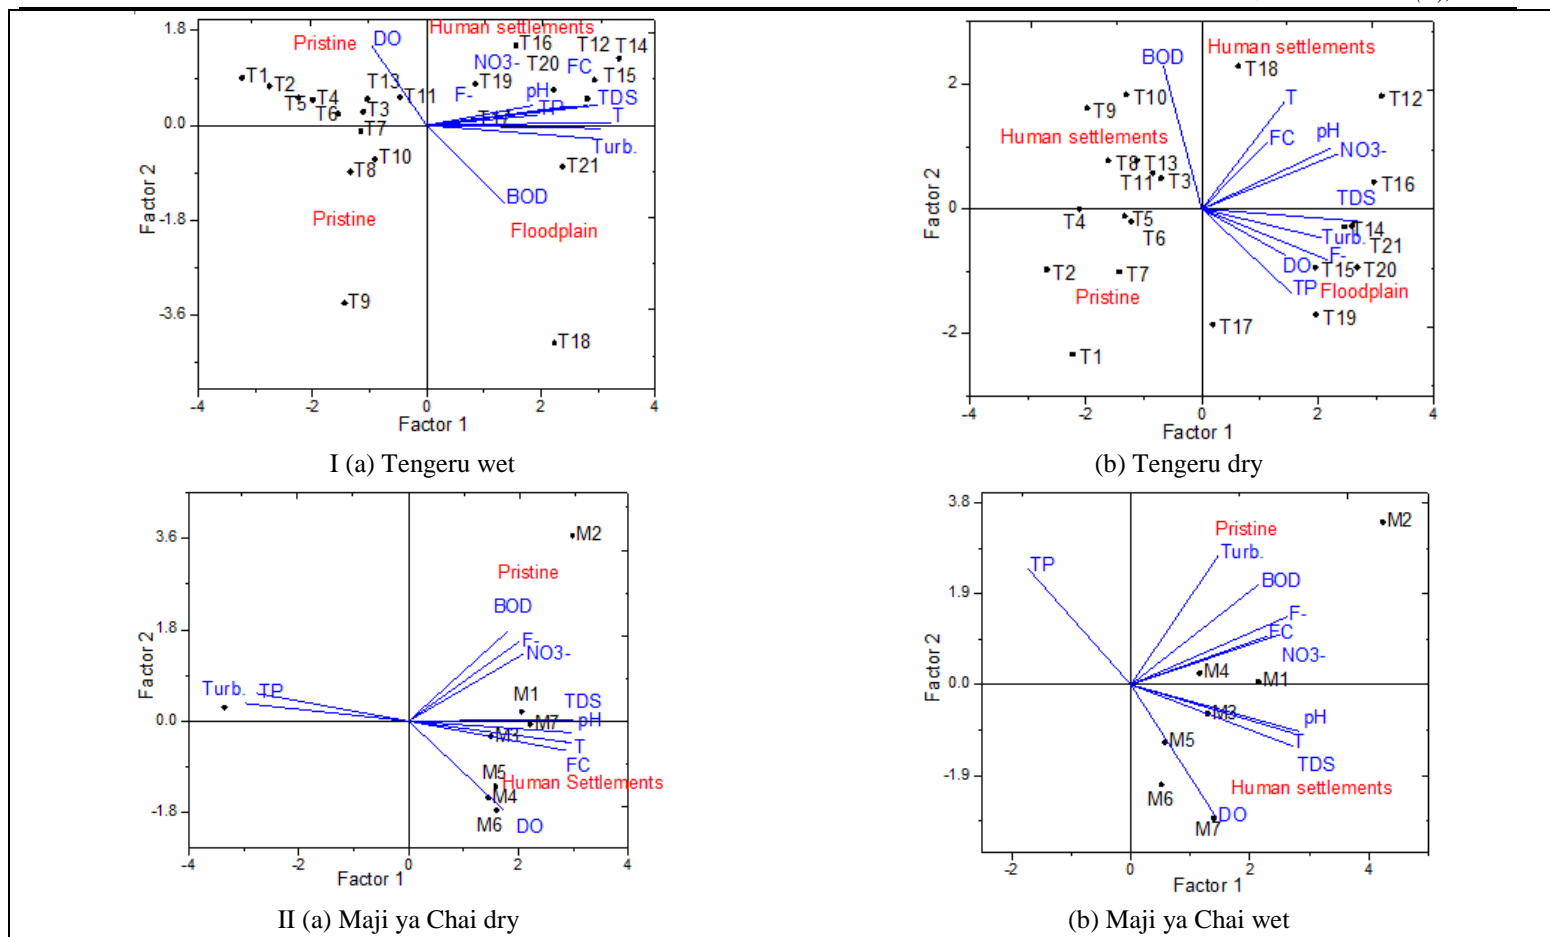 1.8
Human settlements
Pristine
DO
T16
T12
T14
NO3-
T20
FC
T1
T2
T13
T19
T15
T5
T4
T11
F-
pH
TDS
T6
T3
TP
T
0.0
T7
Turb.
T10
T8
T21
BOD
-1.8
Pristine
Floodplain
Factor 2
-3.6
T9
T18
-4
-2
0
2
4
Factor 1
I (a) Tengeru wet
Human settlements
BOD
T18
2
T10
T
T12
T9
Human settlements
FC
pH
NO3-
T8
T13
T11
T3
T16
TDS
0
T4
T5
T6
T14
Turb.
T21
F-
T2
T7
DO
T15
T20
Pristine
TP
Floodplain
T17
T19
-2
T1
Factor 2
-4
-2
0
2
4
Factor 1
(b) Tengeru dry
3.6
M2
Pristine
BOD
1.8
F-
NO3-
Turb.
TP
M1
TDS
0.0
M7
pH
M3
T
FC
M5
Human Settlements
M4
-1.8
M6
DO
Factor 2
-4
-2
0
2
4
Factor 1
II (a) Maji ya Chai dry
3.8
M2
Pristine
Turb.
TP
BOD
1.9
F-
FC
NO3-
M4
M1
0.0
M3
pH
M5
T
TDS
-1.9
M6
Human settlements
DO
M7
Factor 2
-2
0
2
4
Factor 1
(b) Maji ya Chai wet